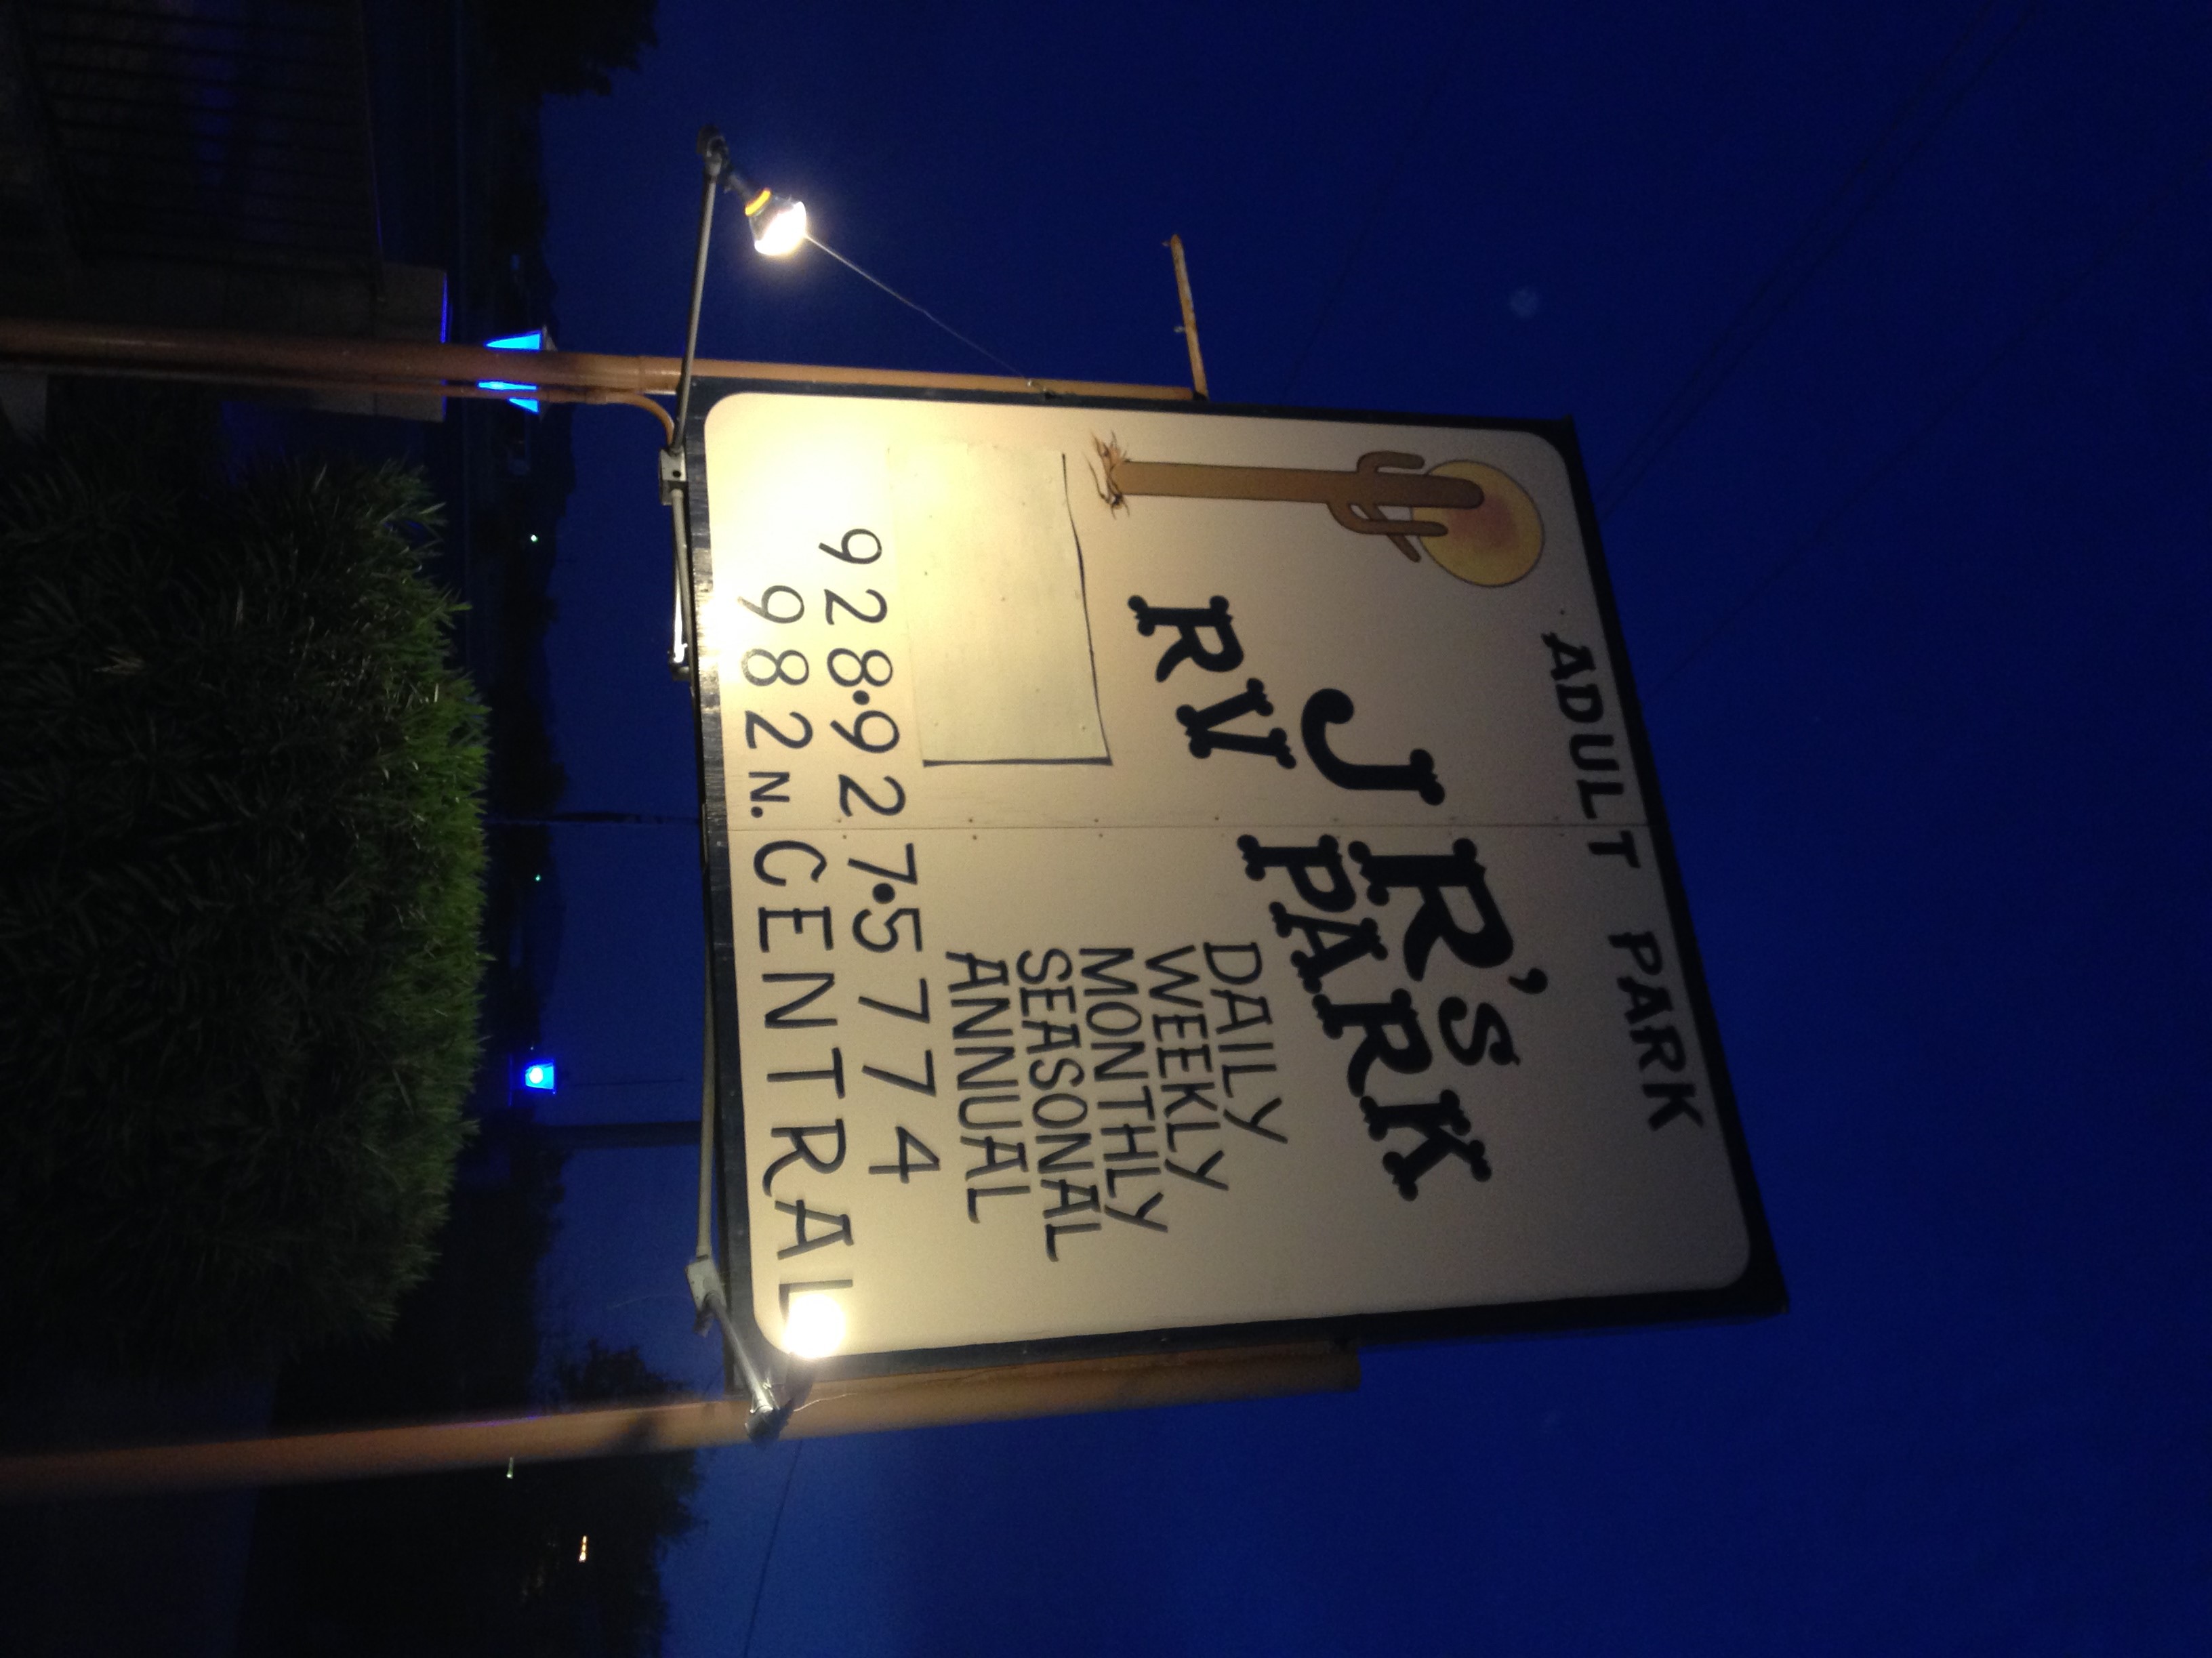 ADULT PARK
JR's
RV PARK
DAILY
WEEKLY
MONTHLY
SEASONAL
ANNUAL
928•927•5774
982 N. CENTRAL